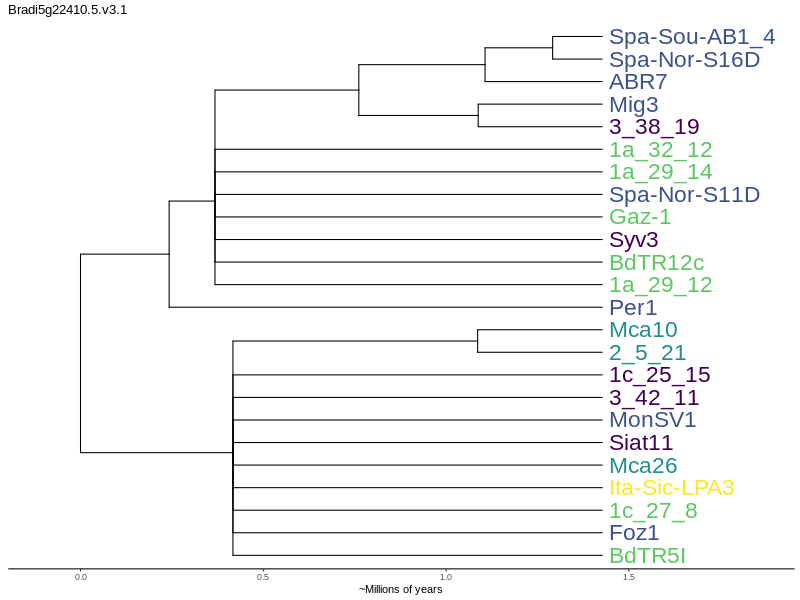 Bradi5g22410.5.v3.1
Spa-Sou-AB1_4
Spa-Nor-S16D
ABR7
Mig3
3_38_19
1a_32_12
1a_29_14
Spa-Nor-S11D
Gaz-1
Syv3
BdTR12c
1a_29_12
Per1
Mca10
2_5_21
1c_25_15
3_42_11
MonSV1
Siat11
Mca26
Ita-Sic-LPA3
1c_27_8
Foz1
BdTR5I
0.0 0.5 1.0 1.5
~Millions of years